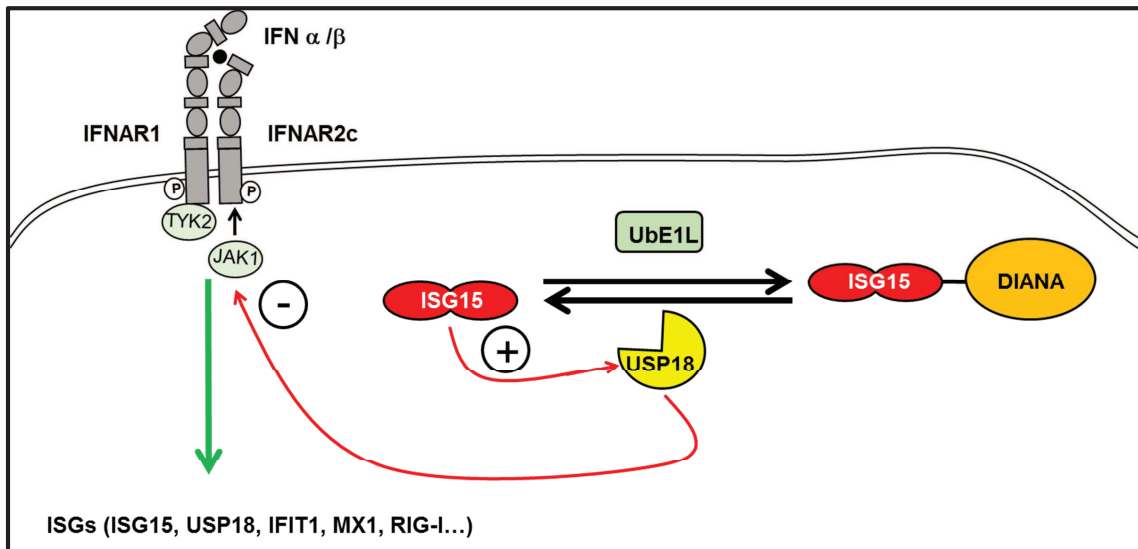 IFN α /β
IFNAR1
IFNAR2c
P
P
TYK2
JAK1
UbE1L
-
ISG15
ISG15
DIANA
+
USP18
ISGs (ISG15, USP18, IFIT1, MX1, RIG-I…)